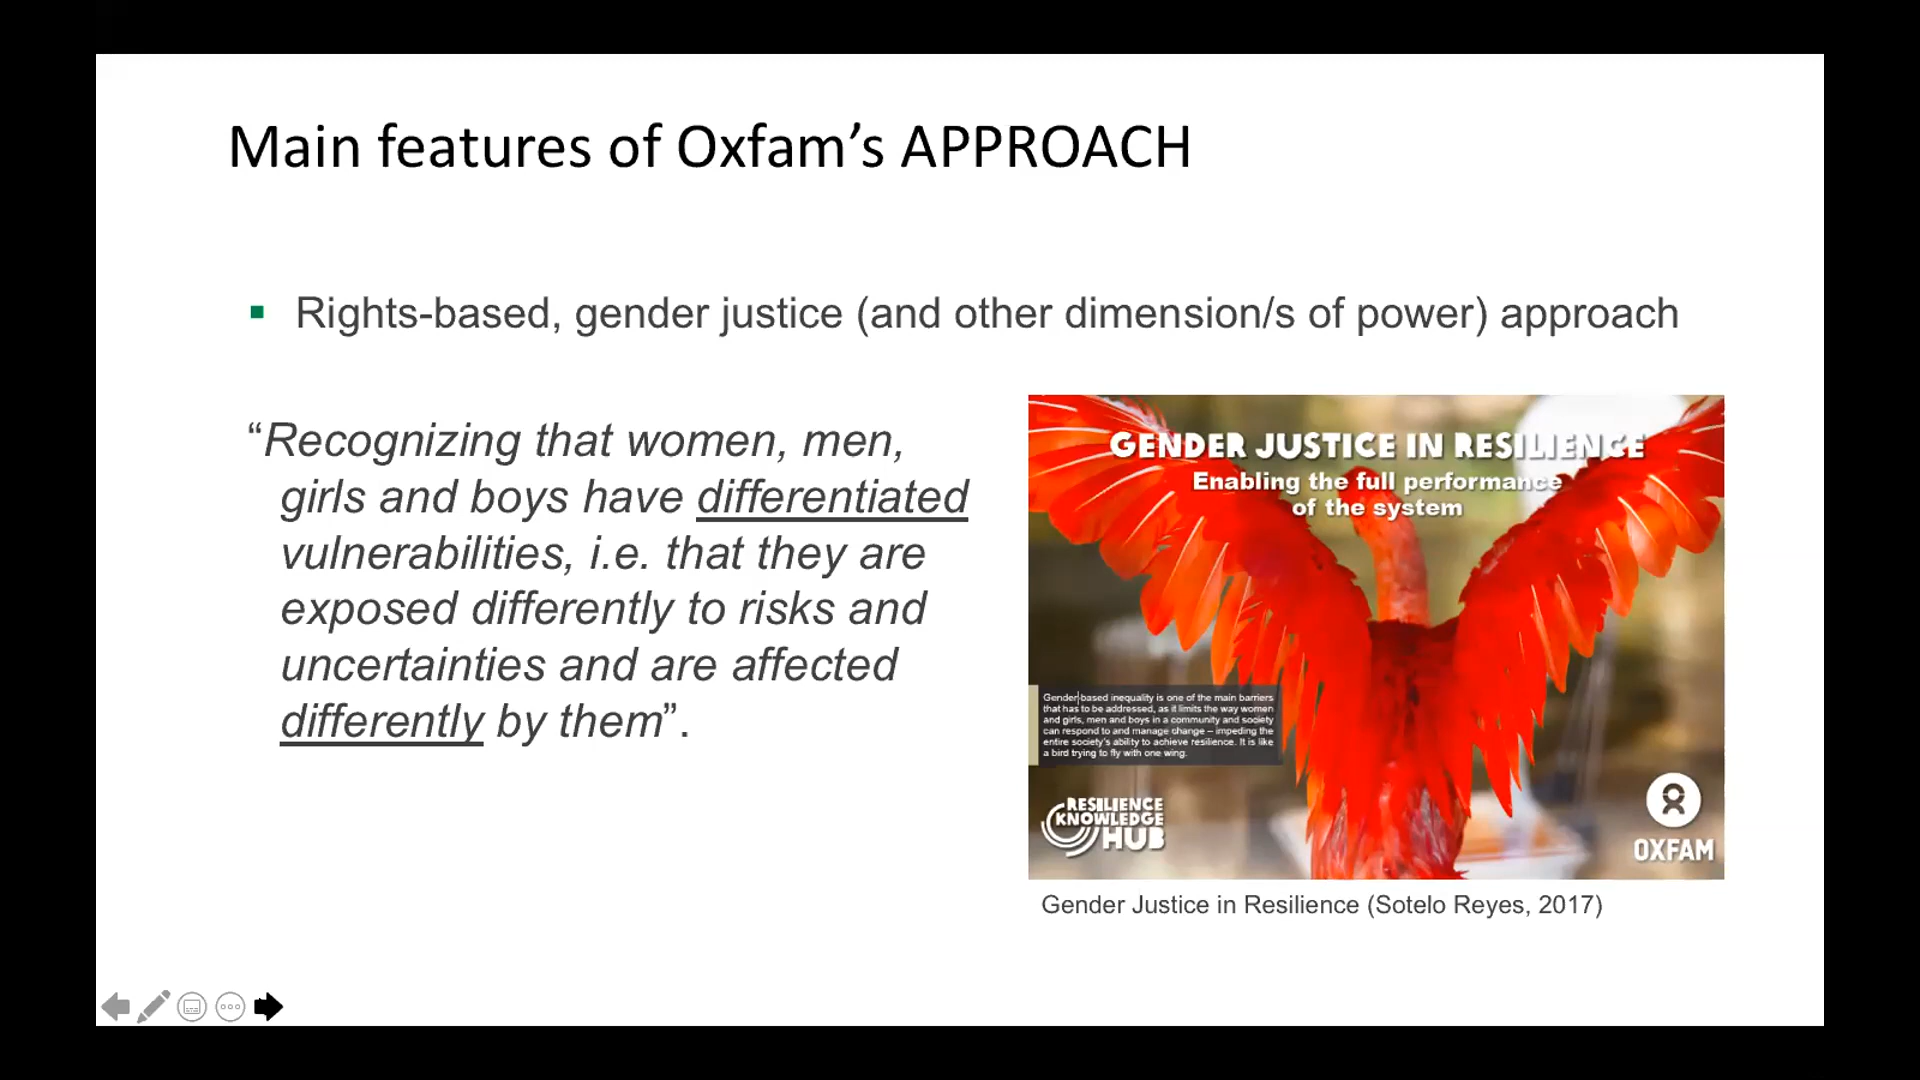 Main features of Oxfam’s APPROACH
▪ Rights-based, gender justice (and other dimension/s of power) approach
“Recognizing that women, men,
girls and boys have differentiated
vulnerabilities, i.e. that they are
exposed differently to risks and
uncertainties and are affected
differently by them”.
GENDER JUSTICE IN RESILIENCE
Enabling the full performance
of the system
Gender-based inequality is one of the main barriers
that has to be addressed, as it limits the way women
and girls, men and boys in a community and society
can respond to and manage change – impeding the
entire society's ability to achieve resilience. It is like
a bird trying to fly with one wing.
RESILIENCE
KNOWLEDGE
HUB
OXFAM
Gender Justice in Resilience (Sotelo Reyes, 2017)